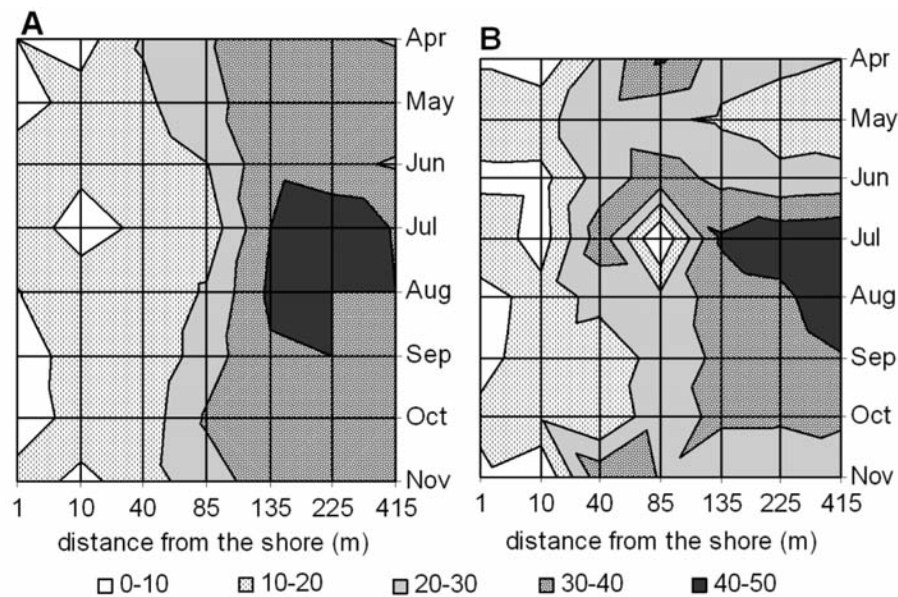 A
B
Apr
May
Jun
Jul
Aug
Sep
Oct
Nov
1 10 40 85 135 225 415
distance from the shore (m)
Apr
May
Jun
Jul
Aug
Sep
Oct
Nov
1 10 40 85 135 225 415
distance from the shore (m)
0-10 10-20 20-30 30-40 40-50